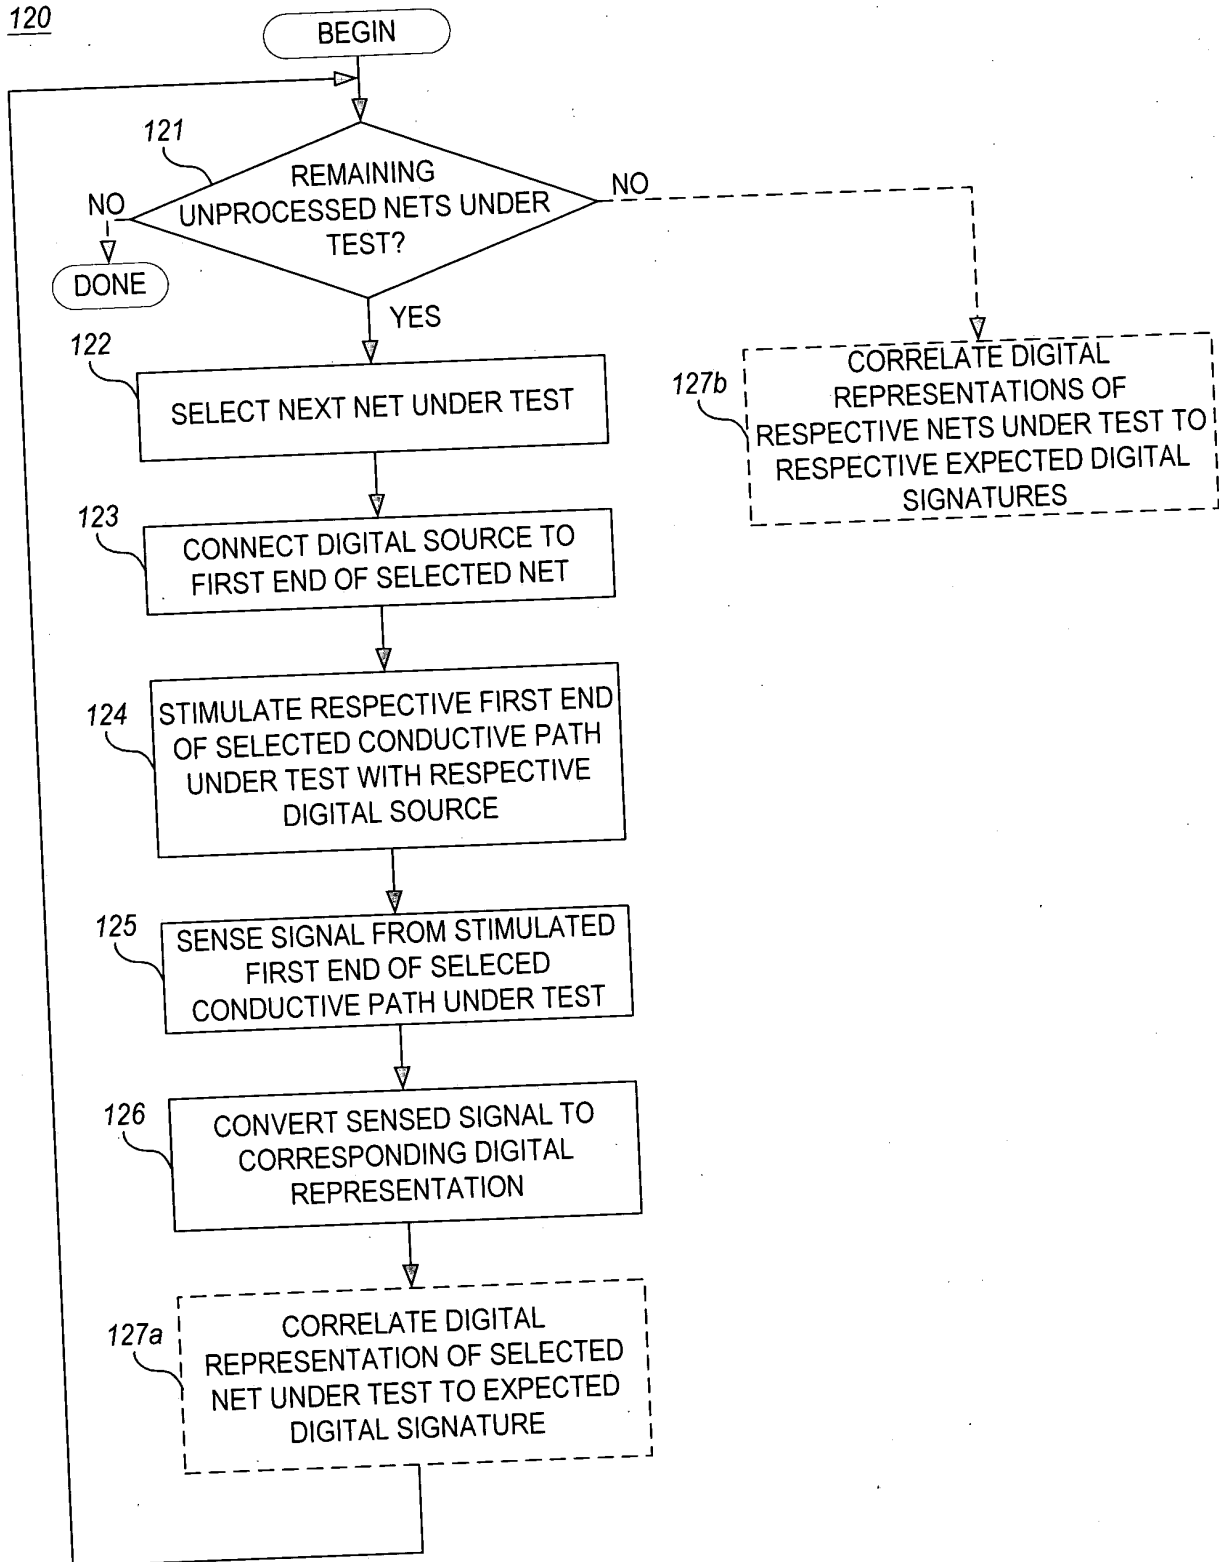 120
BEGIN
121
REMAINING
UNPROCESSED NETS UNDER
TEST?
NO
NO
DONE
YES
122
SELECT NEXT NET UNDER TEST
127b
CORRELATE DIGITAL
REPRESENTATIONS OF
RESPECTIVE NETS UNDER TEST TO
RESPECTIVE EXPECTED DIGITAL
SIGNATURES
123
CONNECT DIGITAL SOURCE TO
FIRST END OF SELECTED NET
124
STIMULATE RESPECTIVE FIRST END
OF SELECTED CONDUCTIVE PATH
UNDER TEST WITH RESPECTIVE
DIGITAL SOURCE
125
SENSE SIGNAL FROM STIMULATED
FIRST END OF SELECED
CONDUCTIVE PATH UNDER TEST
126
CONVERT SENSED SIGNAL TO
CORRESPONDING DIGITAL
REPRESENTATION
127a
CORRELATE DIGITAL
REPRESENTATION OF SELECTED
NET UNDER TEST TO EXPECTED
DIGITAL SIGNATURE